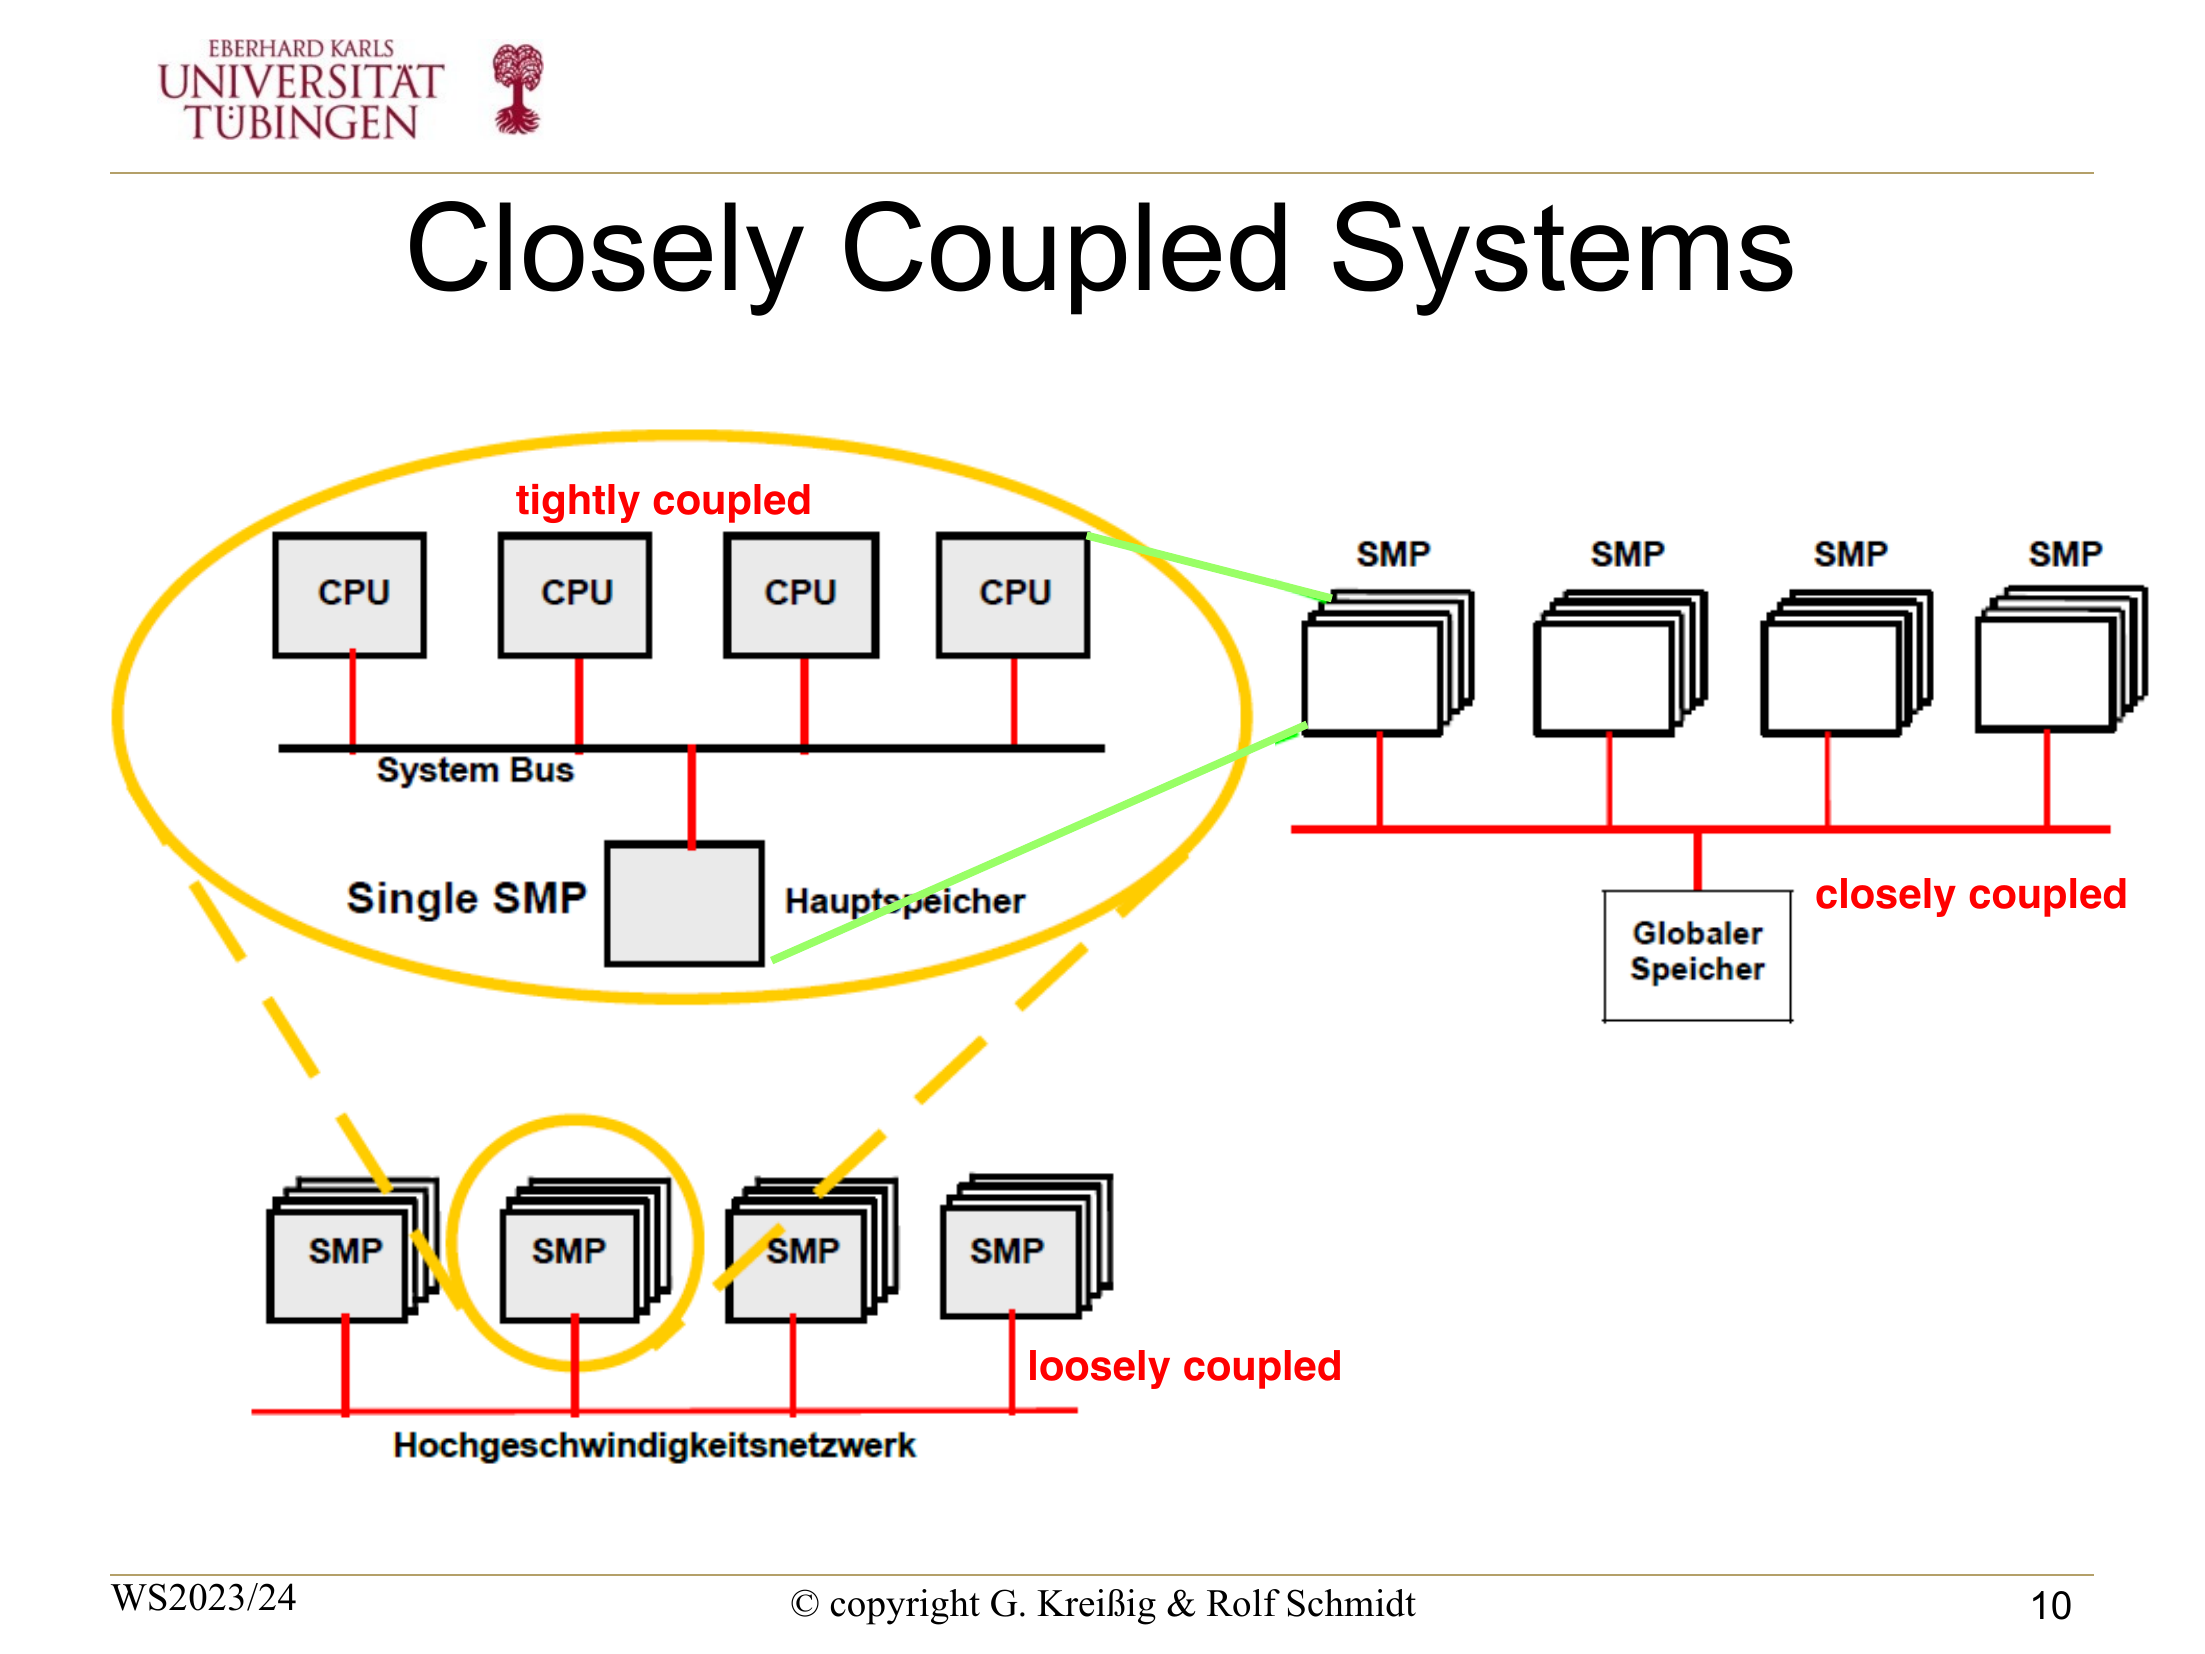 EBERHARD KARLS
UNIVERSITÄT
TÜBINGEN
Closely Coupled Systems
tightly coupled
CPU
CPU
CPU
CPU
System Bus
Single SMP
Hauptspeicher
SMP
SMP
SMP
SMP
closely coupled
Globaler
Speicher
SMP
SMP
SMP
SMP
loosely coupled
Hochgeschwindigkeitsnetzwerk
WS2023/24
© copyright G. Kreißig & Rolf Schmidt
10